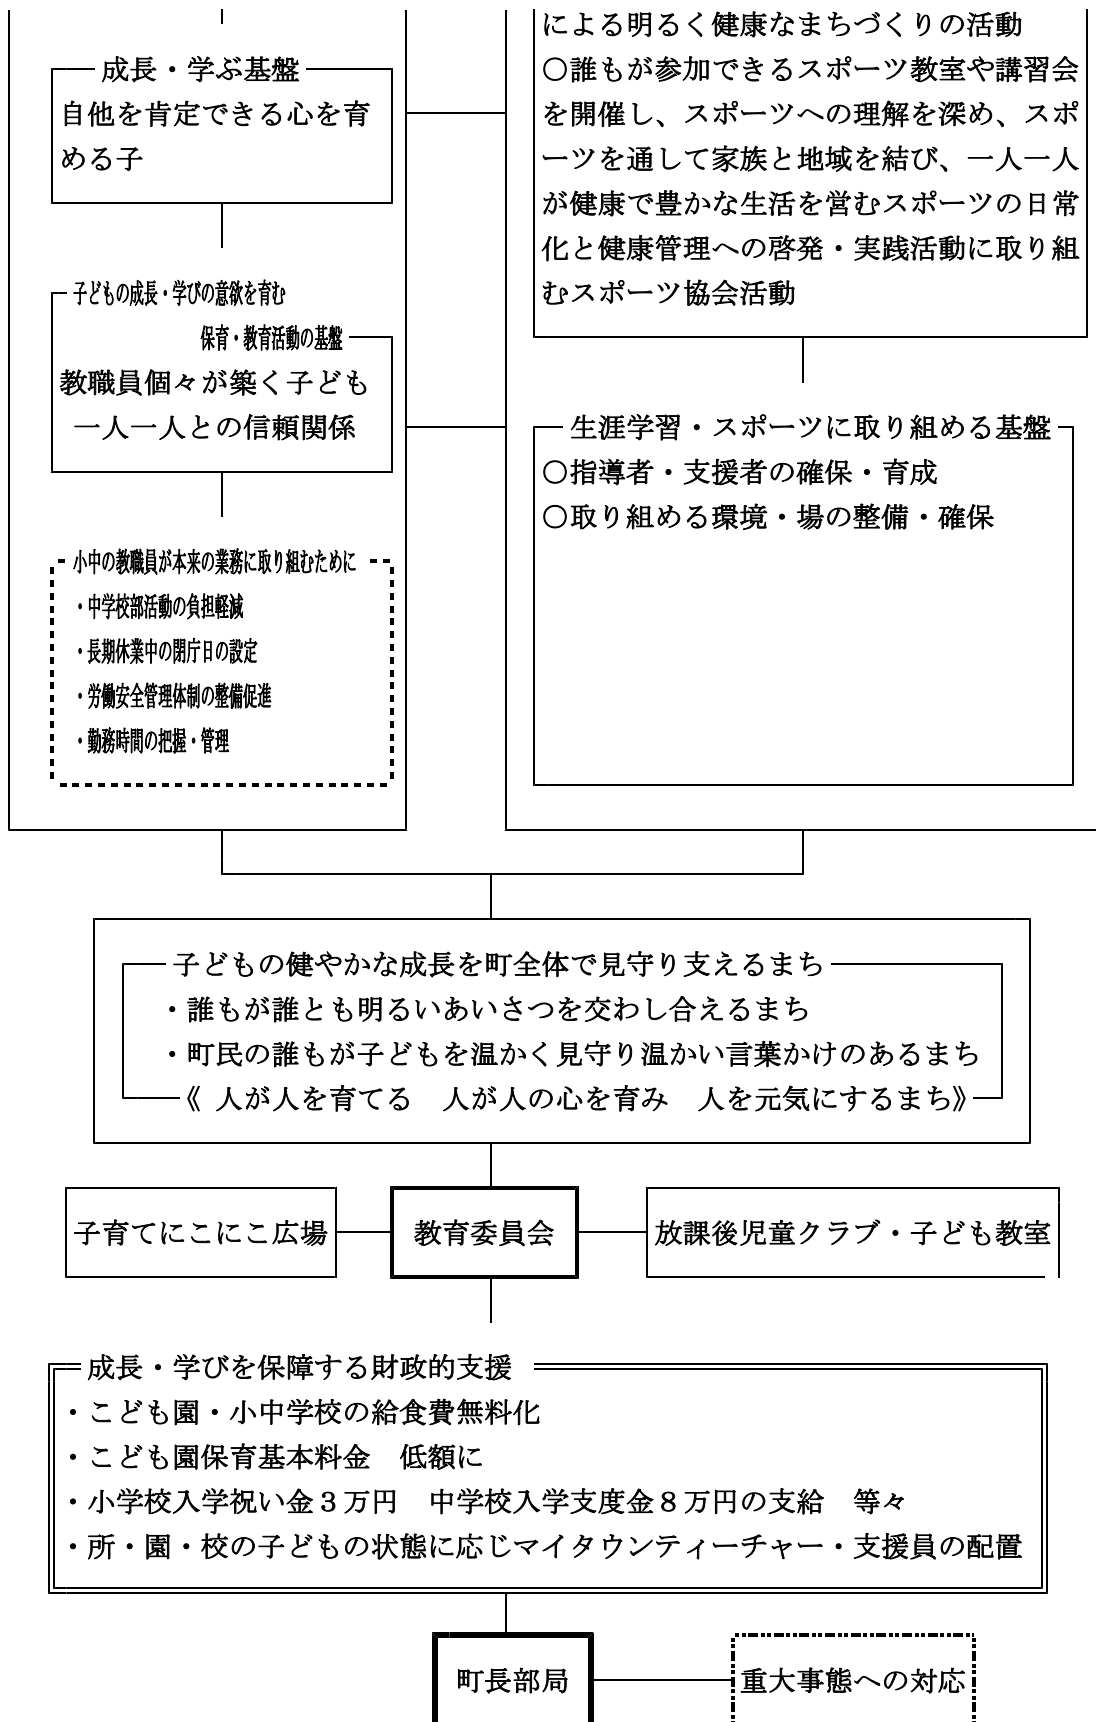 成長・学ぶ基盤
自他を肯定できる心を育
める子
子どもの成長・学びの意欲を育む
保育・教育活動の基盤
教職員個々が築く子ども
一人一人との信頼関係
小中の教職員が本来の業務に取り組むために
・中学校部活動の負担軽減
・長期休業中の閉庁日の設定
・労働安全管理体制の整備促進
・勤務時間の把握・管理
による明るく健康なまちづくりの活動
○誰もが参加できるスポーツ教室や講習会
を開催し、スポーツへの理解を深め、スポ
ーツを通して家族と地域を結び、一人一人
が健康で豊かな生活を営むスポーツの日常
化と健康管理への啓発・実践活動に取り組
むスポーツ協会活動
生涯学習・スポーツに取り組める基盤
○指導者・支援者の確保・育成
○取り組める環境・場の整備・確保
子どもの健やかな成長を町全体で見守り支えるまち
・誰もが誰とも明るいあいさつを交わし合えるまち
・町民の誰もが子どもを温かく見守り温かい言葉かけのあるまち
《 人が人を育てる　人が人の心を育み　人を元気にするまち》
子育てにこにこ広場
教育委員会
放課後児童クラブ・子ども教室
成長・学びを保障する財政的支援
・こども園・小中学校の給食費無料化
・こども園保育基本料金　低額に
・小学校入学祝い金３万円　中学校入学支度金８万円の支給　等々
・所・園・校の子どもの状態に応じマイタウンティーチャー・支援員の配置
町長部局
重大事態への対応